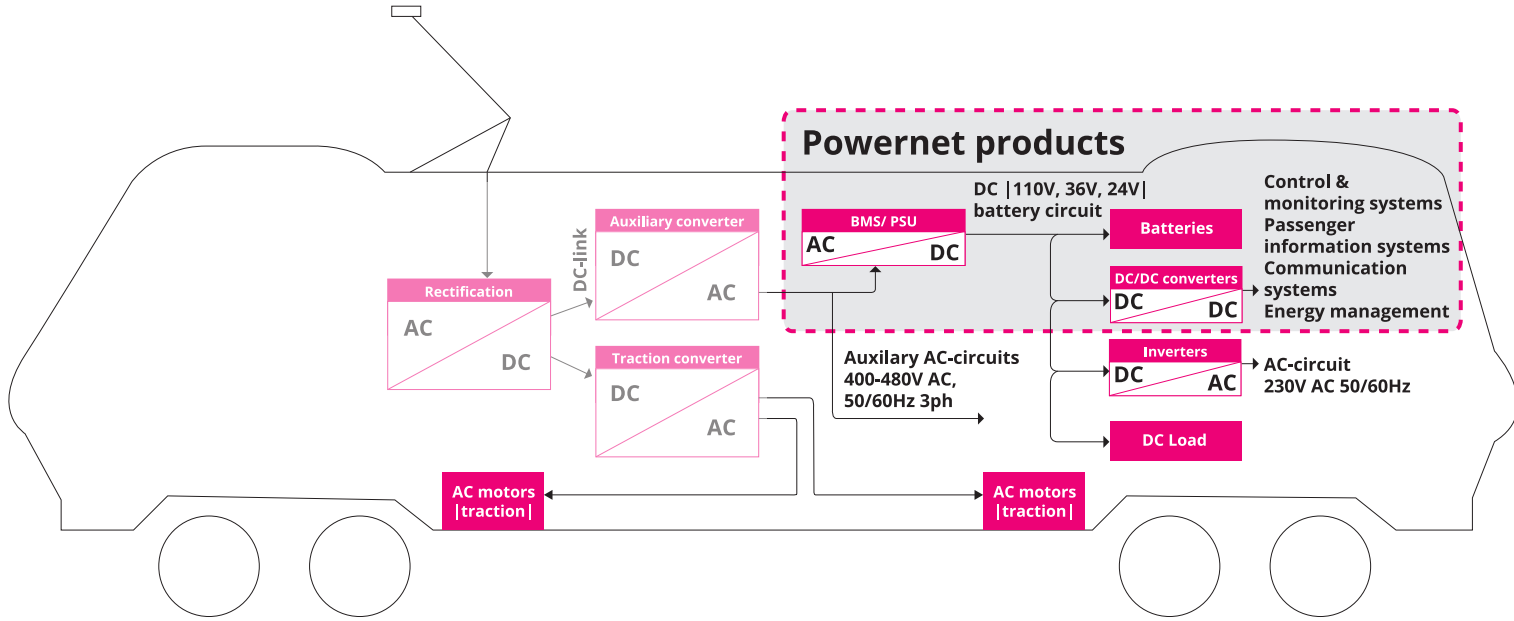 Powernet products
DC |110V, 36V, 24V|
battery circuit
Control &
monitoring systems
Passenger
information systems
Communication
systems
Energy management
Auxiliary converter
DC
AC
DC-link
BMS/ PSU
AC
DC
Batteries
DC/DC converters
DC
DC
Rectification
AC
DC
Traction converter
DC
AC
Auxilary AC-circuits
400-480V AC,
50/60Hz 3ph
Inverters
DC
AC
AC-circuit
230V AC 50/60Hz
DC Load
AC motors
|traction|
AC motors
|traction|